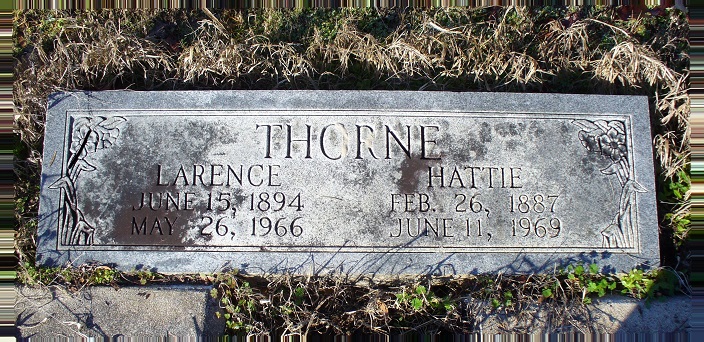 THORNE
LARENCE HATTIE
JUNE 15, 1894 FEB. 26, 1887
MAY 26, 1966 JUNE 11, 1969